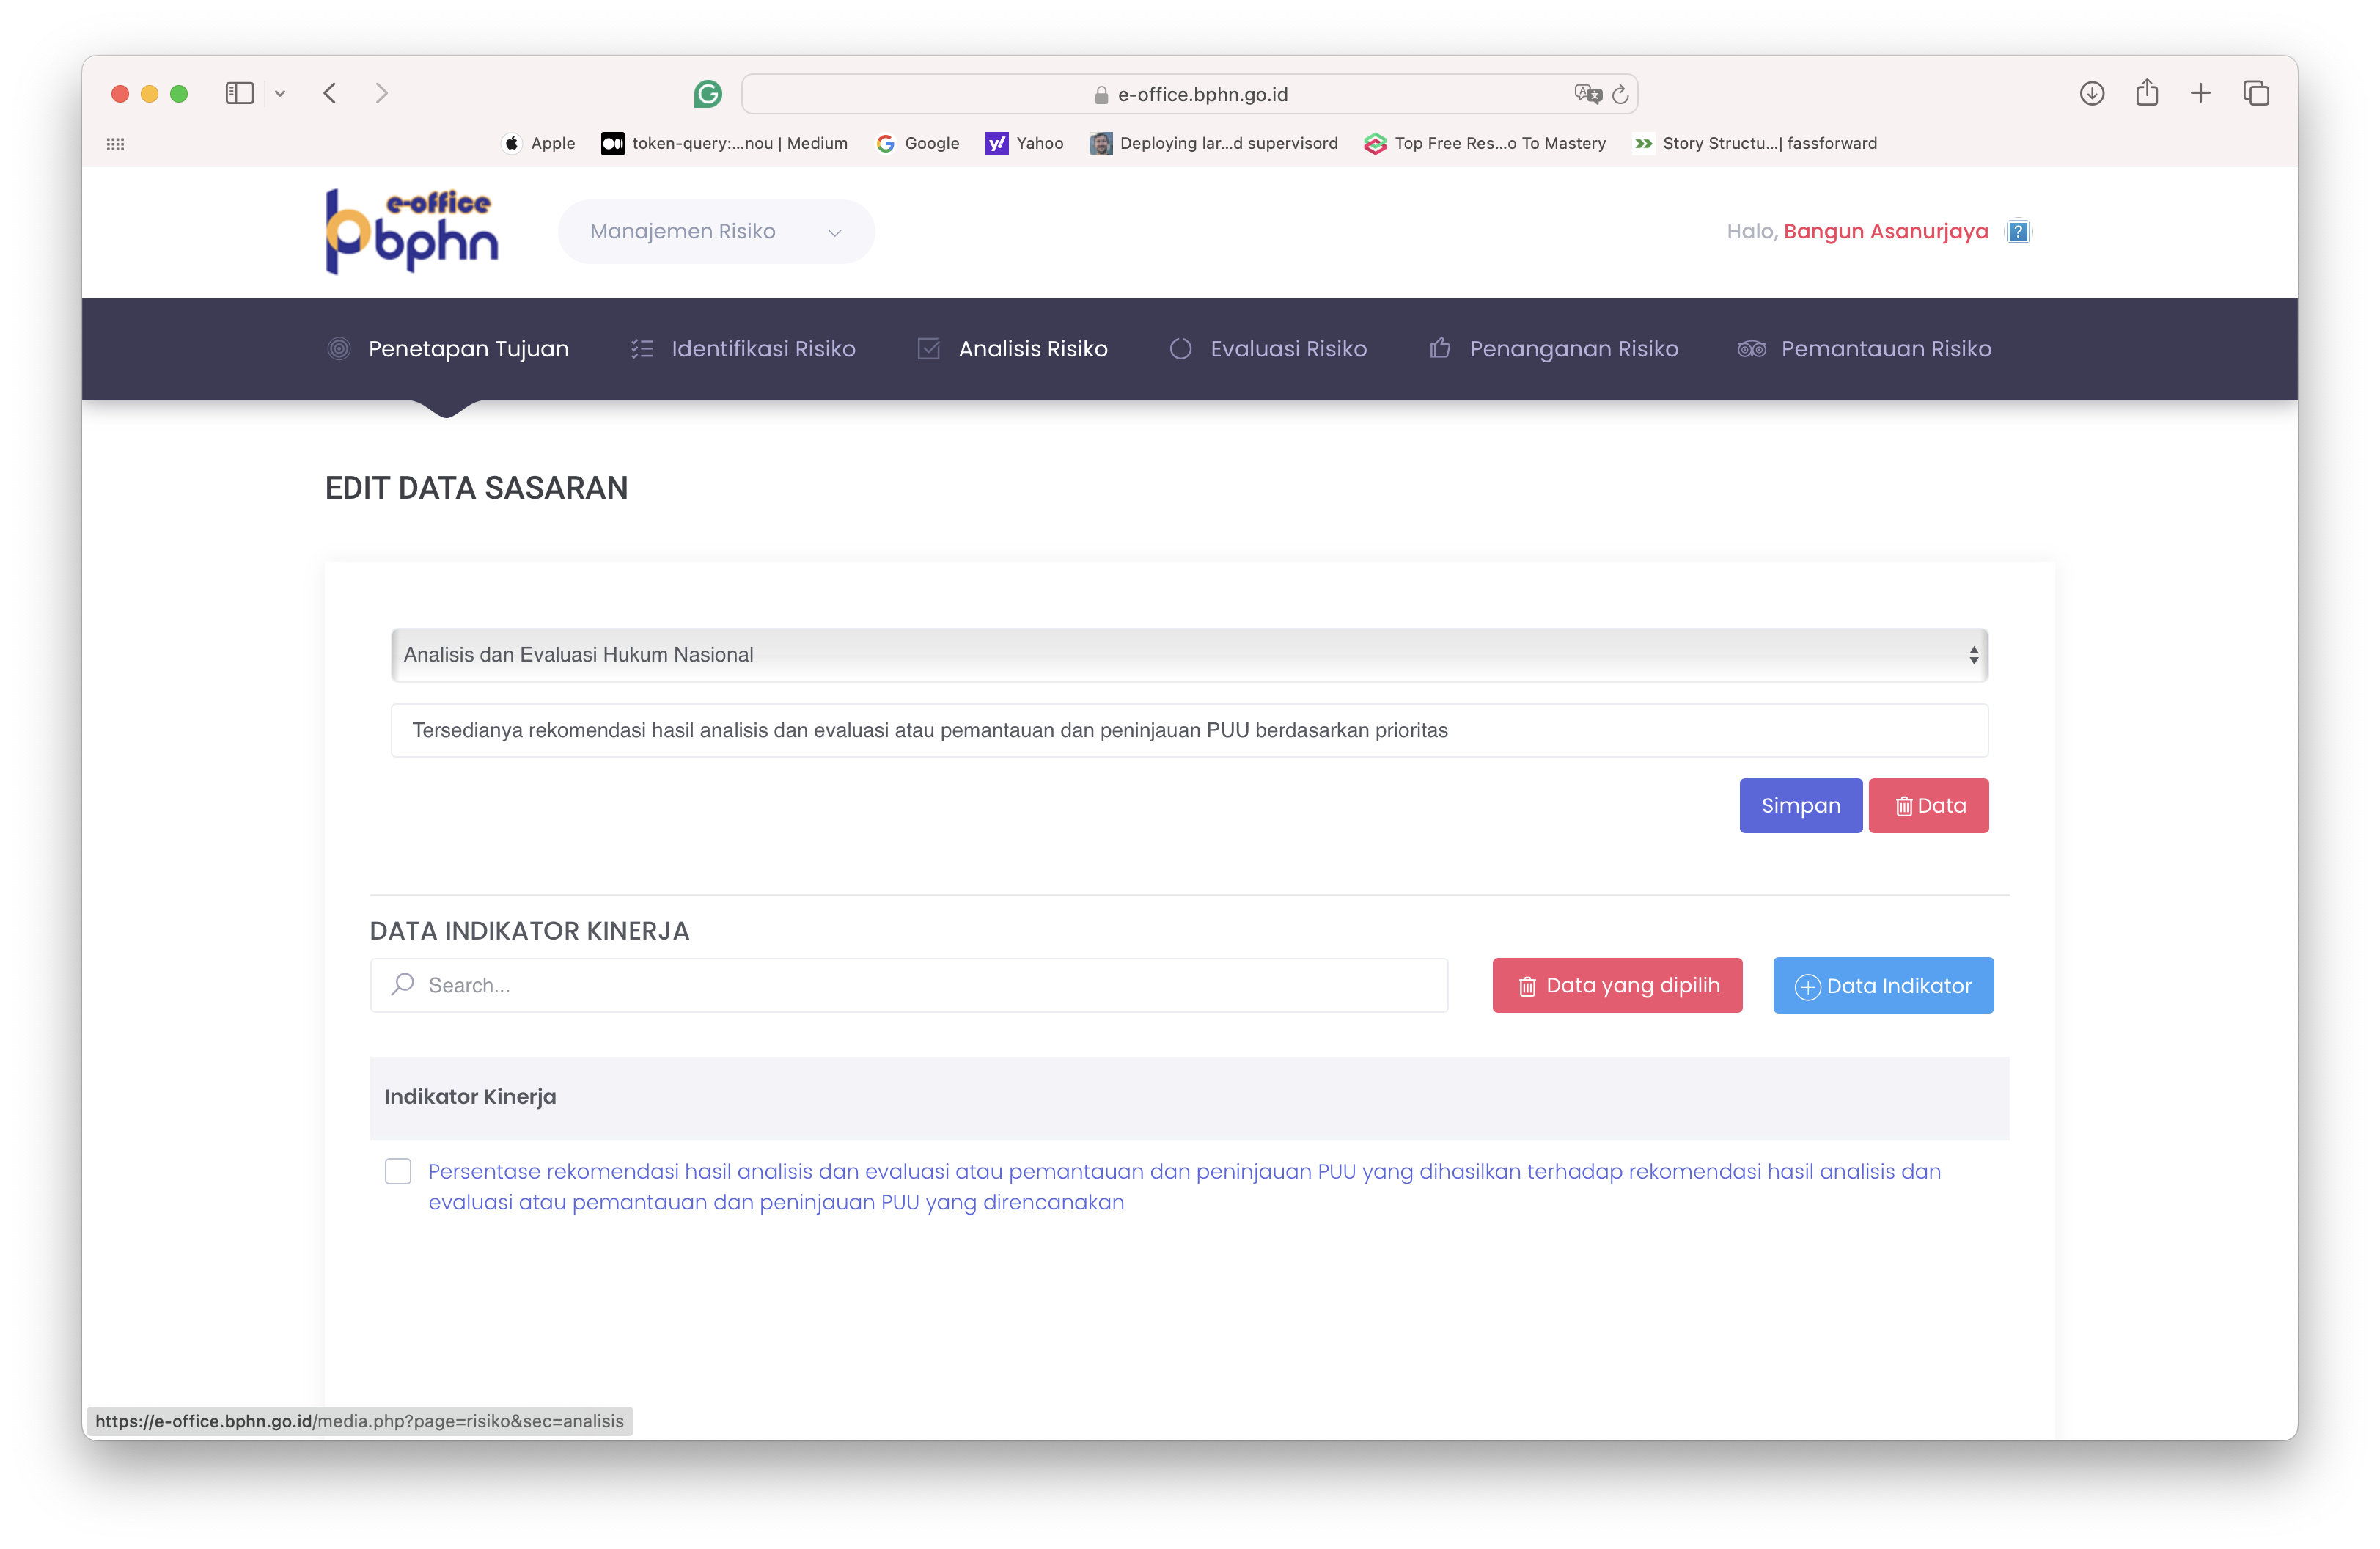 e-office.bphn.go.id
Apple
token-query:...nou | Medium
Google
Yahoo
Deploying lar...d supervisord
Top Free Res...o To Mastery
Story Structu...| fassforward
e-office
bphn
Manajemen Risiko
Halo, Bangun Asanurjaya
Penetapan Tujuan
Identifikasi Risiko
Analisis Risiko
Evaluasi Risiko
Penanganan Risiko
Pemantauan Risiko
EDIT DATA SASARAN
Analisis dan Evaluasi Hukum Nasional
Tersedianya rekomendasi hasil analisis dan evaluasi atau pemantauan dan peninjauan PUU berdasarkan prioritas
Simpan
Data
DATA INDIKATOR KINERJA
Search...
Data yang dipilih
Data Indikator
Indikator Kinerja
Persentase rekomendasi hasil analisis dan evaluasi atau pemantauan dan peninjauan PUU yang dihasilkan terhadap rekomendasi hasil analisis dan
evaluasi atau pemantauan dan peninjauan PUU yang direncanakan
https://e-office.bphn.go.id/media.php?page=risiko&sec=analisis